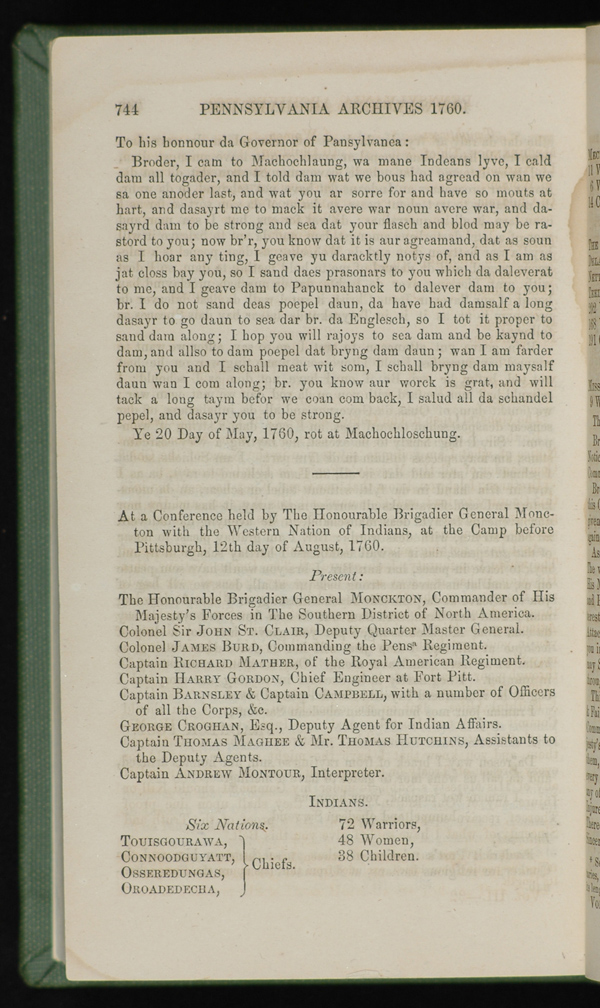 744 PENNSYLVANIA ARCHIVES 1760.
To his honnour da Governor of Pansylvanea:
Broder, I cam to Machochlaung, wa mane Indeans lyve, I cald
dam all togader, and I told dam wat we bous had agread on wan we
sa one anoder last, and wat you ar sorre for and have so mouts at
hart, and dasayrt me to mack it avere war noun avere war, and da-
sayrd dam to be strong and sea dat your flasch and blod may be ra-
stord to you; now br'r, you know dat it is aur agreamand, dat as soun
as I hoar any ting, I geave yu daracktly notys of, and as I am as
jat closs bay you, so I sand daes prasonars to you which da daleverat
to me, and I geave dam to Papunnahanck to dalever dam to you;
br. I do not sand deas poepel daun, da have had damsalf a long
dasayr to go daun to sea dar br. da Englesch, so I tot it proper to
sand dam along; I hop you will rajoys to sea dam and be kaynd to
dam, and allso to dam poepel dat bryng dam daun; wan I am farder
from you and I schall meat wit som, I schall bryng dam maysalf
daun wan I com along; br. you know aur worck is grat, and will
tack a long taym befor we coan com back, I salud all da schandel
pepel, and dasayr you to be strong.
Ye 20 Day of May, 1760, rot at Machochloschung.
At a Conference held by The Honourable Brigadier General Monc-
ton with the Western Nation of Indians, at the Camp before
Pittsburgh, 12th day of August, 1760.
Present:
The Honourable Brigadier General MONCKTON, Commander of His
Majesty's Forces in The Southern District of North America.
Colonel Sir JOHN ST. CLAIR, Deputy Quarter Master General.
Colonel JAMES BURD, Commanding the Pensª Regiment.
Captain RICHARD MATHER, of the Royal American Regiment.
Captain HARRY GORDON, Chief Engineer at Fort Pitt.
Captain BARNSLEY & Captain CAMPBELL, with a number of Officers
of all the Corps, &c.
GEORGE CROGHAN, Esq., Deputy Agent for Indian Affairs.
Captain THOMAS MAGHEE & Mr. THOMAS HUTCHINS, Assistants to
the Deputy Agents.
Captain ANDREW MONTOUR, Interpreter.
INDIANS.
Six Nations. 72 Warriors,
TOUISGOURAWA, 48 Women,
CONNOODGUYATT, Chiefs. 38 Children.
OSSEREDUNGAS,
OROADEDECHA,